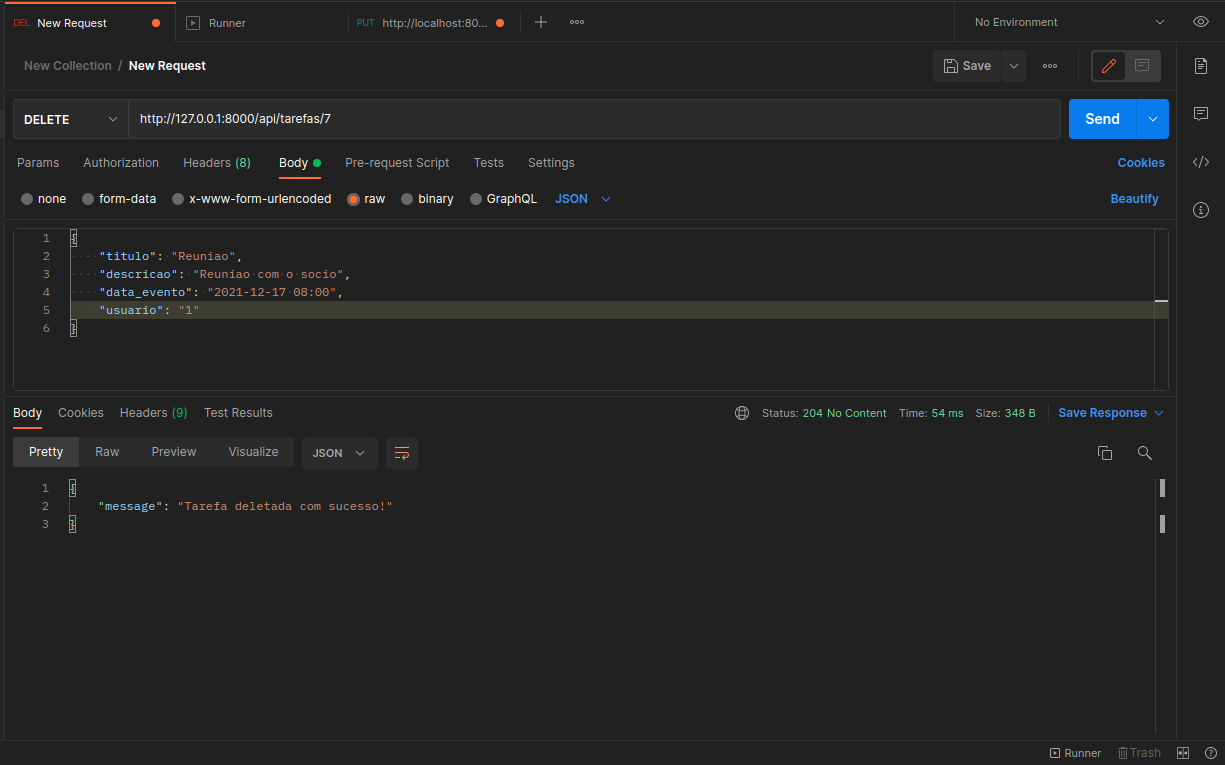 DEL New Request Runner PUT http://localhost:80... No Environment
New Collection / New Request Save
DELETE http://127.0.0.1:8000/api/tarefas/7 Send
Params Authorization Headers (8) Body Pre-request Script Tests Settings Cookies
none form-data x-www-form-urlencoded raw binary GraphQL JSON Beautify
1 {
2 "titulo": "Reuniao",
3 "descricao": "Reuniao com o socio",
4 "data_evento": "2021-12-17 08:00",
5 "usuario": "1"
6 }
Body Cookies Headers (9) Test Results Status: 204 No Content Time: 54 ms Size: 348 B Save Response
Pretty Raw Preview Visualize JSON
1 {
2 "message": "Tarefa deletada com sucesso!"
3 }
Runner Trash